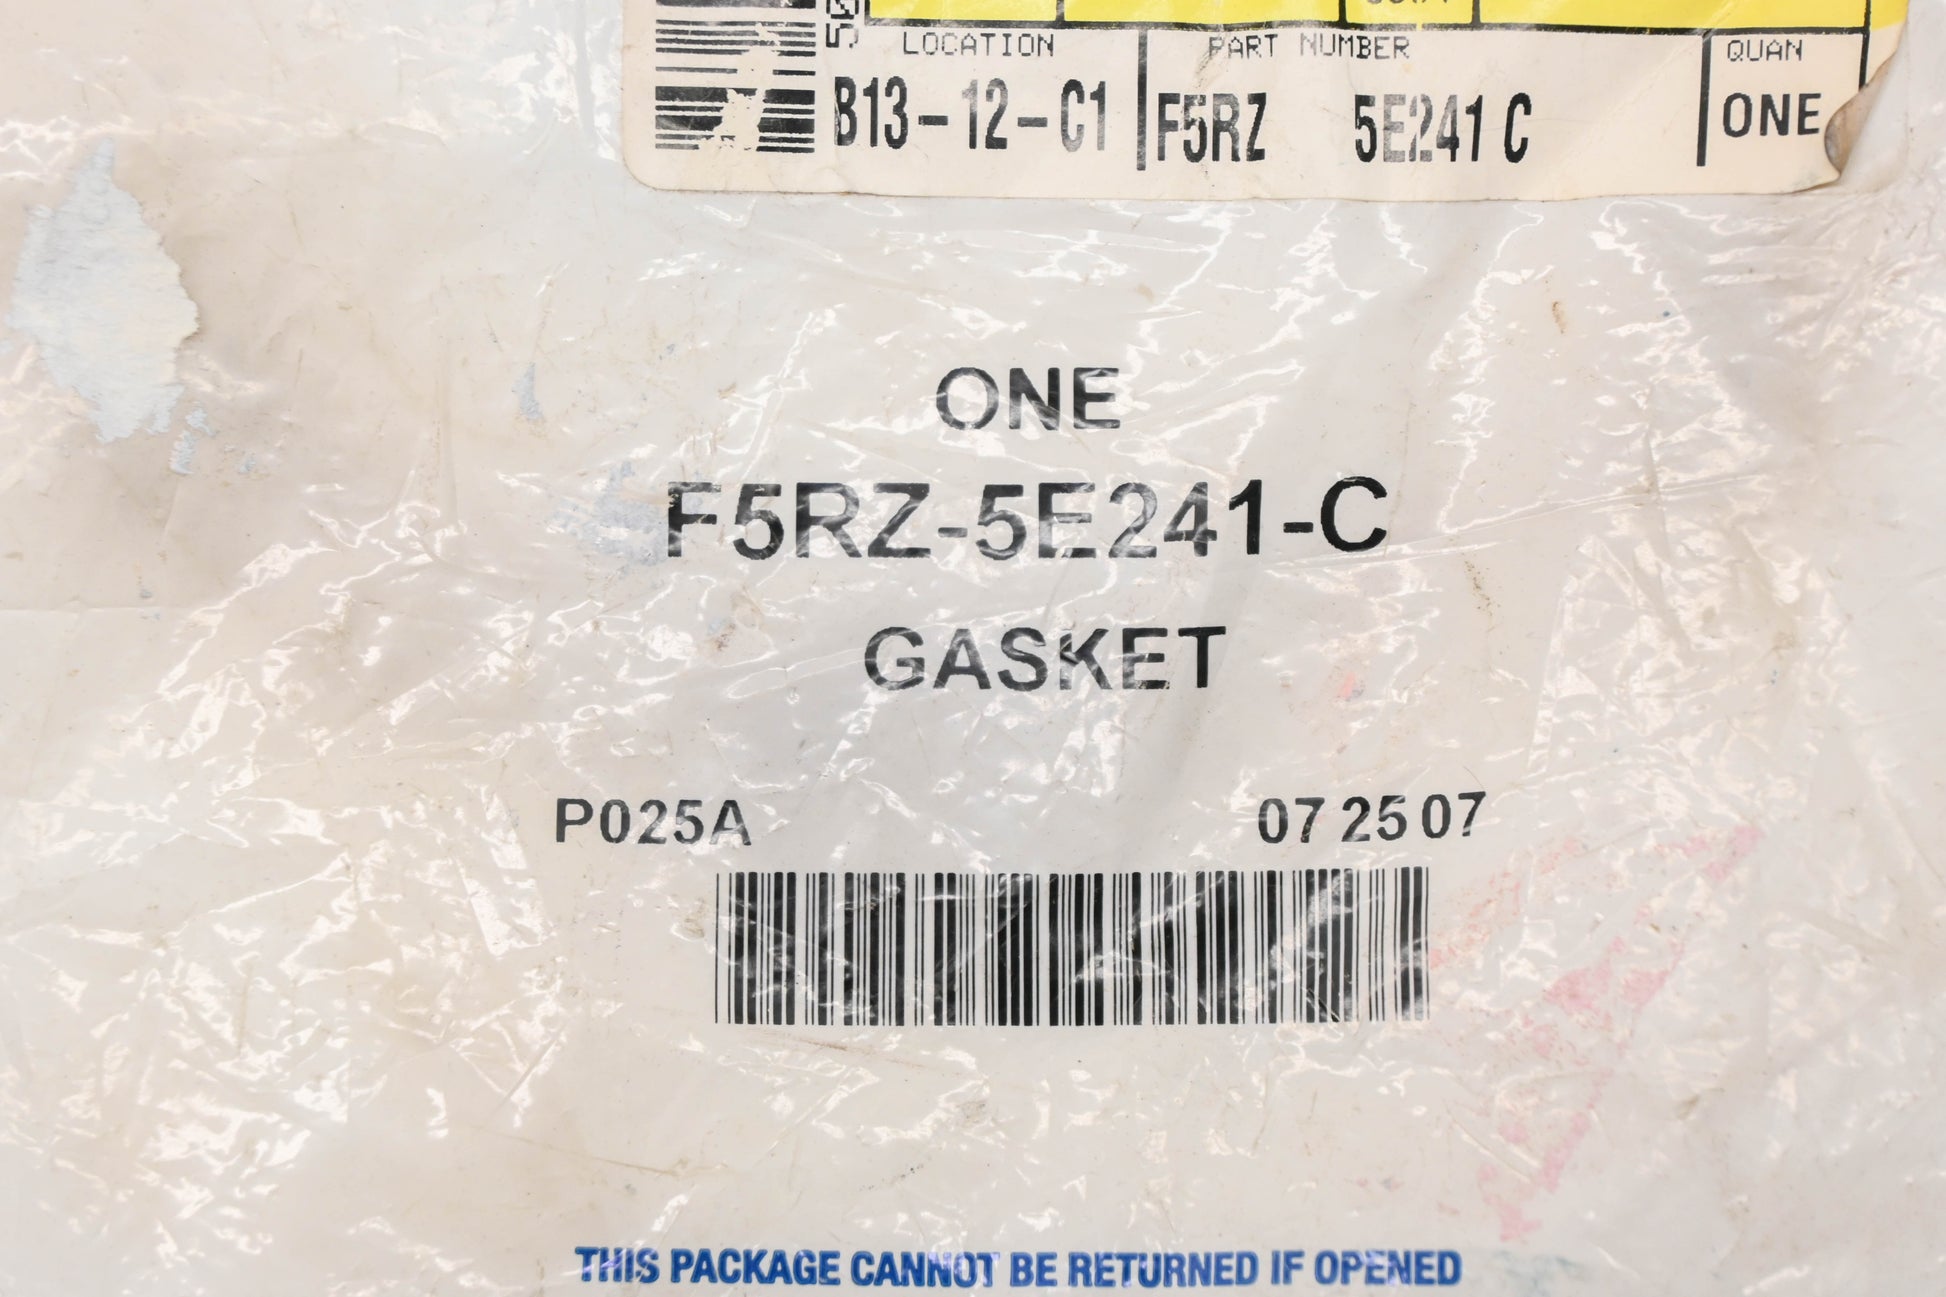 LOCATION PART NUMBER QUAN
B13-12-C1 F5RZ 5E241 C ONE
ONE
F5RZ-5E241-C
GASKET
P025A 07 25 07
THIS PACKAGE CANNOT BE RETURNED IF OPENED